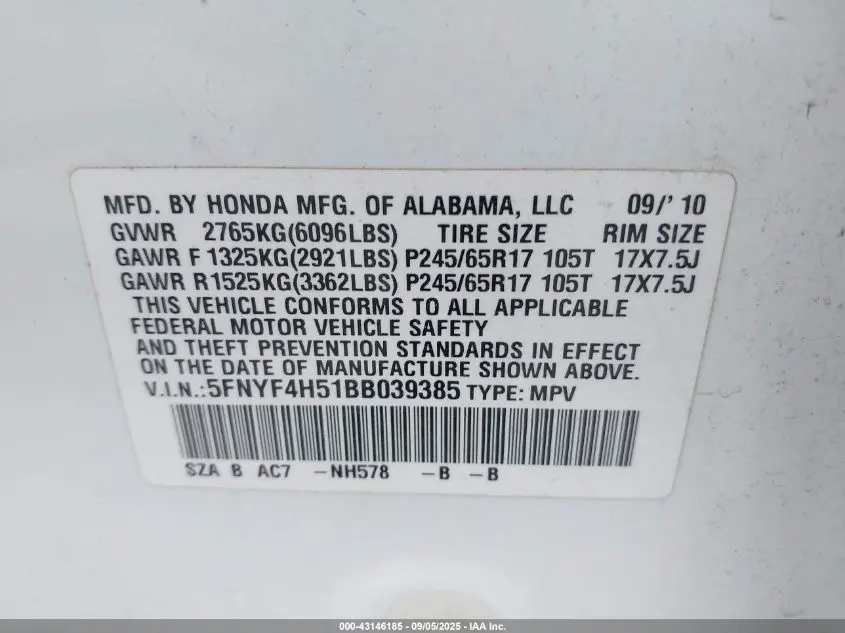 MFD. BY HONDA MFG. OF ALABAMA, LLC 09/' 10
GVWR 2765KG(6096LBS) TIRE SIZE RIM SIZE
GAWR F 1325KG(2921LBS) P245/65R17 105T 17X7.5J
GAWR R1525KG(3362LBS) P245/65R17 105T 17X7.5J
THIS VEHICLE CONFORMS TO ALL APPLICABLE
FEDERAL MOTOR VEHICLE SAFETY
AND THEFT PREVENTION STANDARDS IN EFFECT
ON THE DATE OF MANUFACTURE SHOWN ABOVE.
V.I.N.:5FNYF4H51BB039385 TYPE: MPV
SZA B AC7 -NH578 -B -B
000-43146185 - 09/05/2025 - IAA Inc.